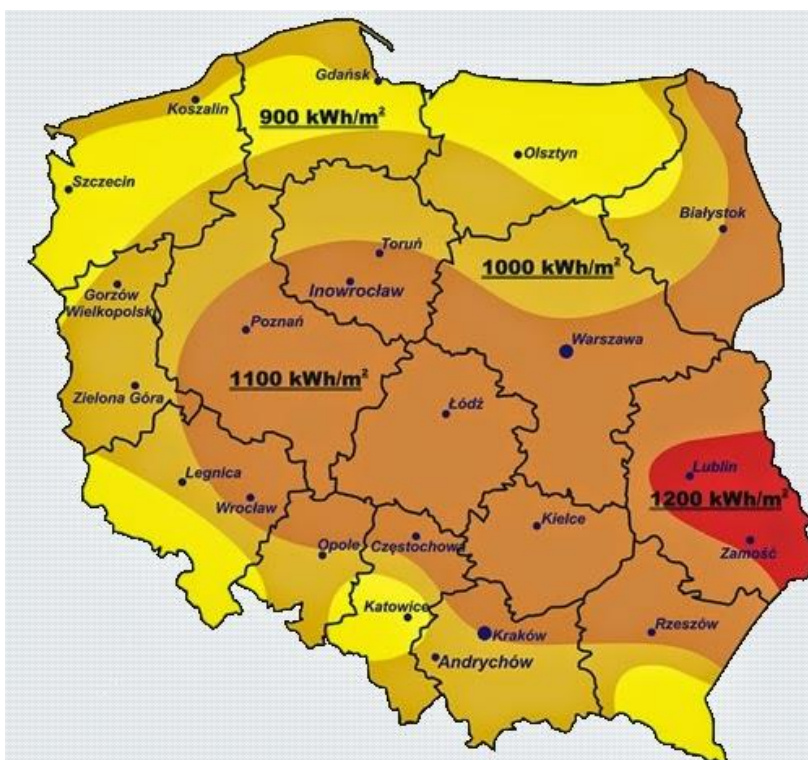 Gdańsk
Koszalin
900 kWh/m²
Olsztyn
Szczecin
Białystok
Toruń
1000 kWh/m²
Gorzów
Wielkopolski
Inowrocław
Poznań
Warszawa
1100 kWh/m²
Zielona Góra
Łódź
Legnica
Lublin
Wrocław
1200 kWh/m²
Kielce
Opole
Częstochowa
Zamość
Katowice
Kraków
Rzeszów
Andrychów